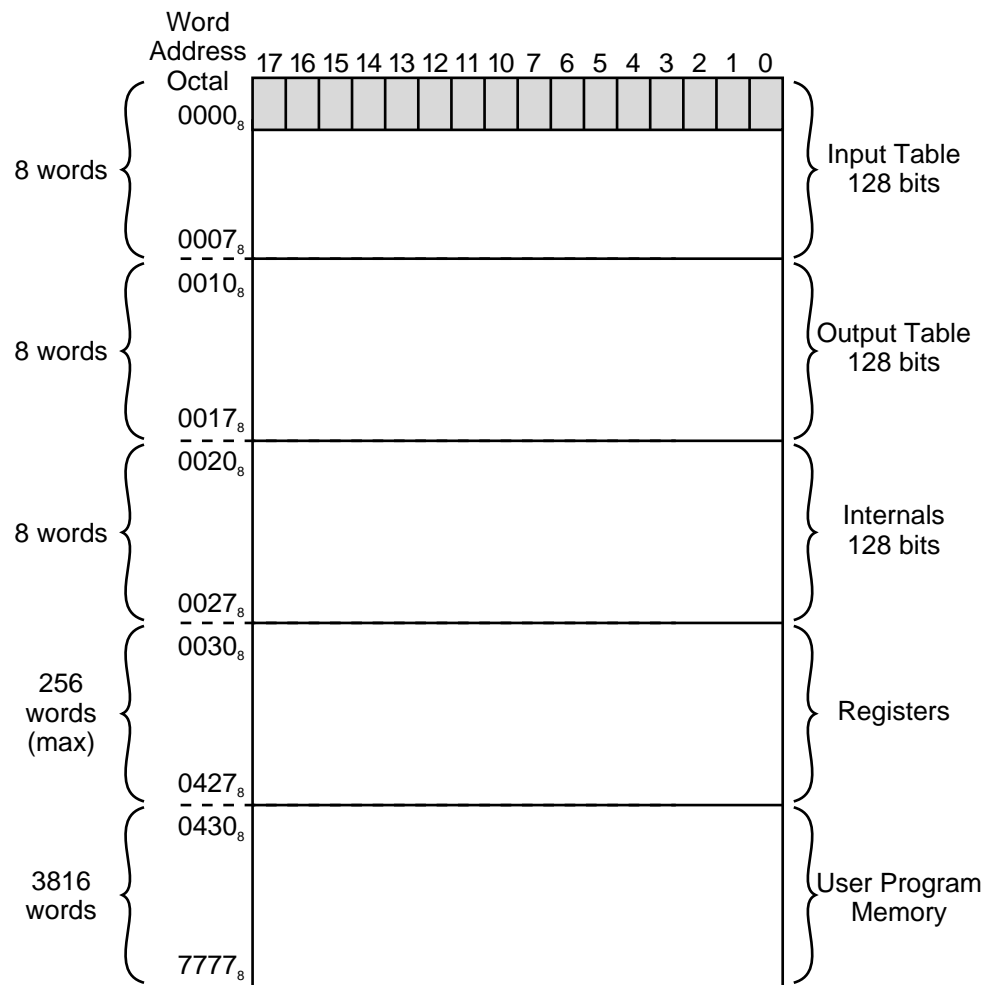 Word
Address
Octal
17 16 15 14 13 12 11 10 7 6 5 4 3 2 1 0
0000₈
8 words
Input Table
128 bits
0007₈
0010₈
8 words
Output Table
128 bits
0017₈
0020₈
8 words
Internals
128 bits
0027₈
0030₈
256
words
(max)
Registers
0427₈
0430₈
3816
words
User Program
Memory
7777₈